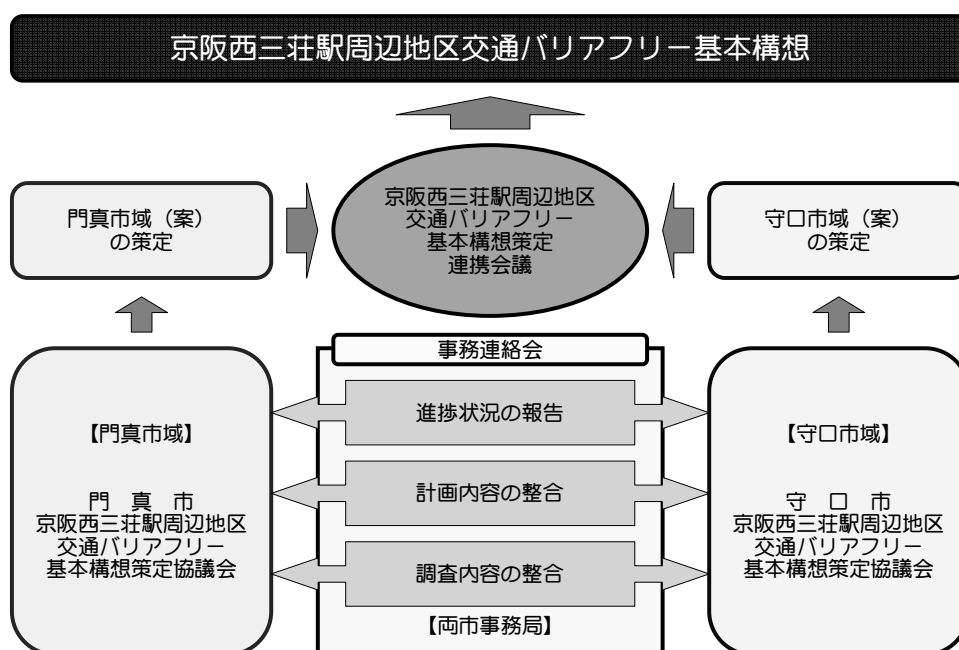 京阪西三荘駅周辺地区交通バリアフリー基本構想
門真市域（案）
の策定
京阪西三荘駅周辺地区
交通バリアフリー
基本構想策定
連携会議
守口市域（案）
の策定
【門真市域】
門　真　市
京阪西三荘駅周辺地区
交通バリアフリー
基本構想策定協議会
事務連絡会
進捗状況の報告
計画内容の整合
調査内容の整合
【両市事務局】
【守口市域】
守　口　市
京阪西三荘駅周辺地区
交通バリアフリー
基本構想策定協議会